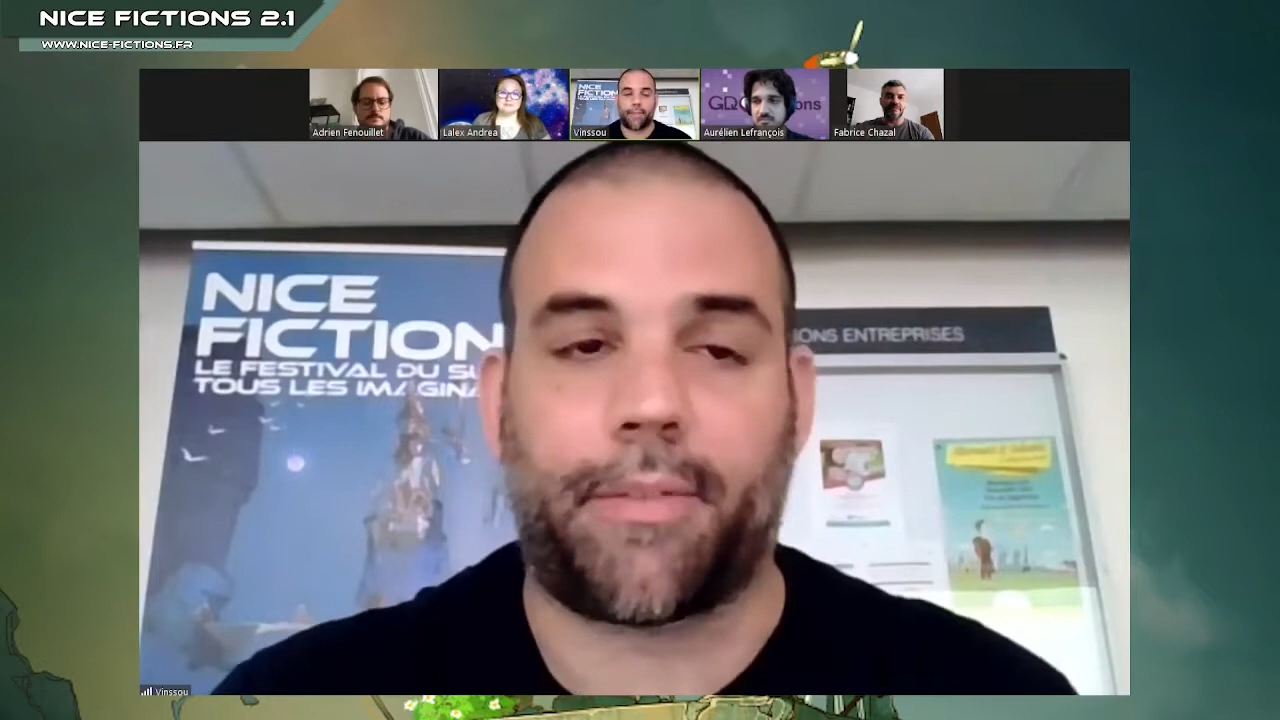 NICE FICTIONS 2.1
WWW.NICE-FICTIONS.FR
Adrien Fenouillet
Lalex Andrea
Vinssou
Aurélien Lefrançois
Fabrice Chazal
NICE
FICTION
LE FESTIVAL DU SU
TOUS LES IMAGINA
IONS ENTREPRISES
Vinssou